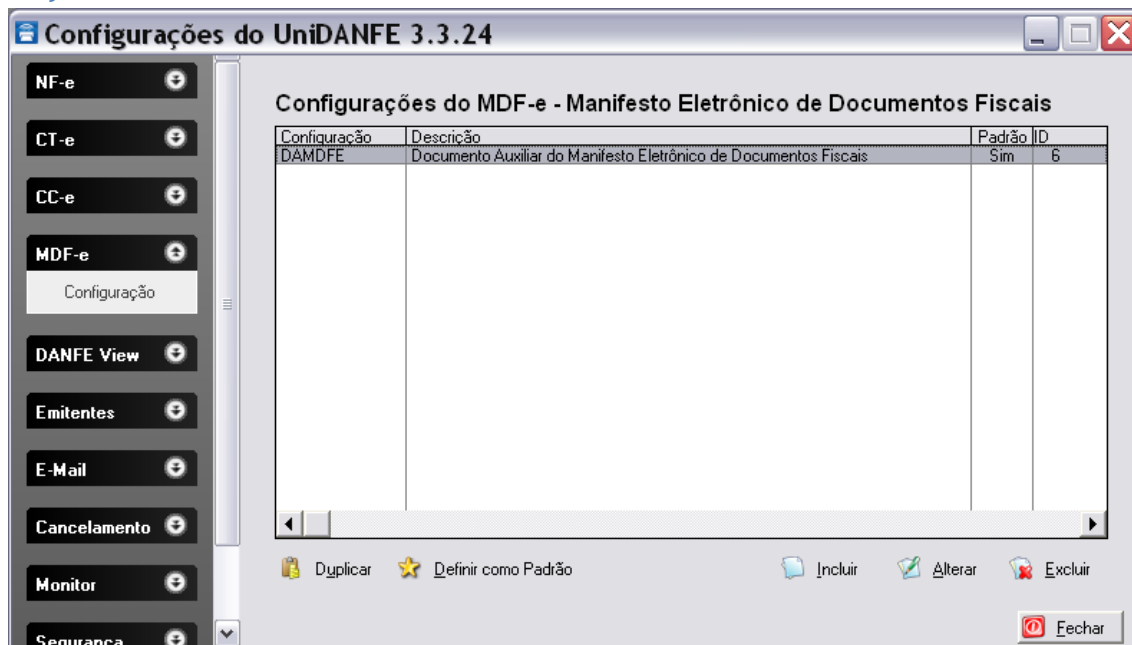 Configurações do UniDANFE 3.3.24
NF-e
CT-e
CC-e
MDF-e
Configuração
DANFE View
Emitentes
E-Mail
Cancelamento
Monitor
Segurança
Configurações do MDF-e - Manifesto Eletrônico de Documentos Fiscais
Configuração Descrição Padrão ID
DAMDFE Documento Auxiliar do Manifesto Eletrônico de Documentos Fiscais Sim 6
Duplicar Definir como Padrão Incluir Alterar Excluir
Fechar